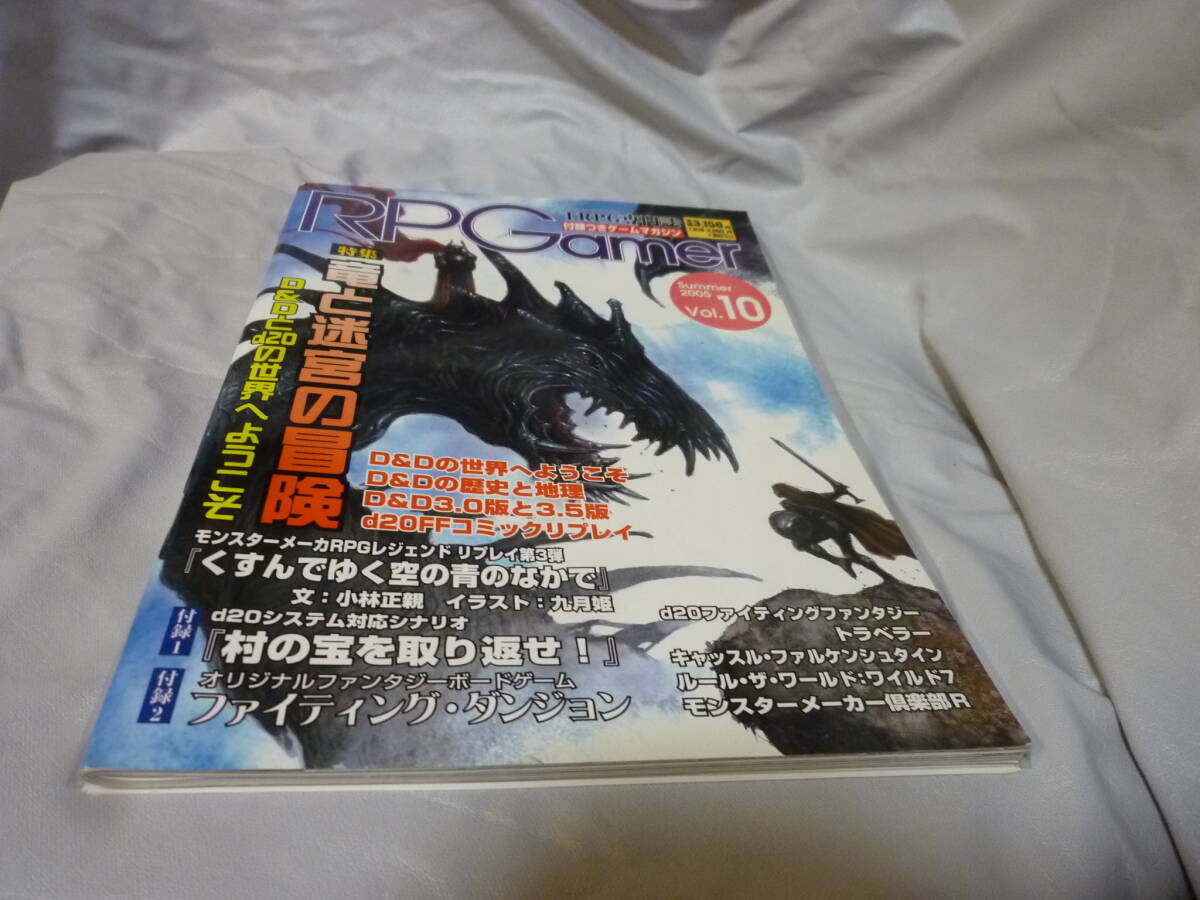 RPGamer
TRPG専門誌
付録つきゲームマガジン
3,150
Summer
2005
Vol.10
特集
竜と迷宮の冒険
D&Dとd20の世界へようこそ
D&Dの世界へようこそ
D&Dの歴史と地理
D&D3.0版と3.5版
d20FFコミックリプレイ
モンスターメーカRPGレジェンド リプレイ第3弾
『くすんでゆく空の青のなかで』
文:小林正親 イラスト:九月姫
付録1
d20システム対応シナリオ
『村の宝を取り返せ!』
付録2
オリジナルファンタジーボードゲーム
ファイティング・ダンジョン
d20ファイティングファンタジー
トラベラー
キャッスル・ファルケンシュタイン
ルール・ザ・ワールド:ワイルド7
モンスターメーカー倶楽部R